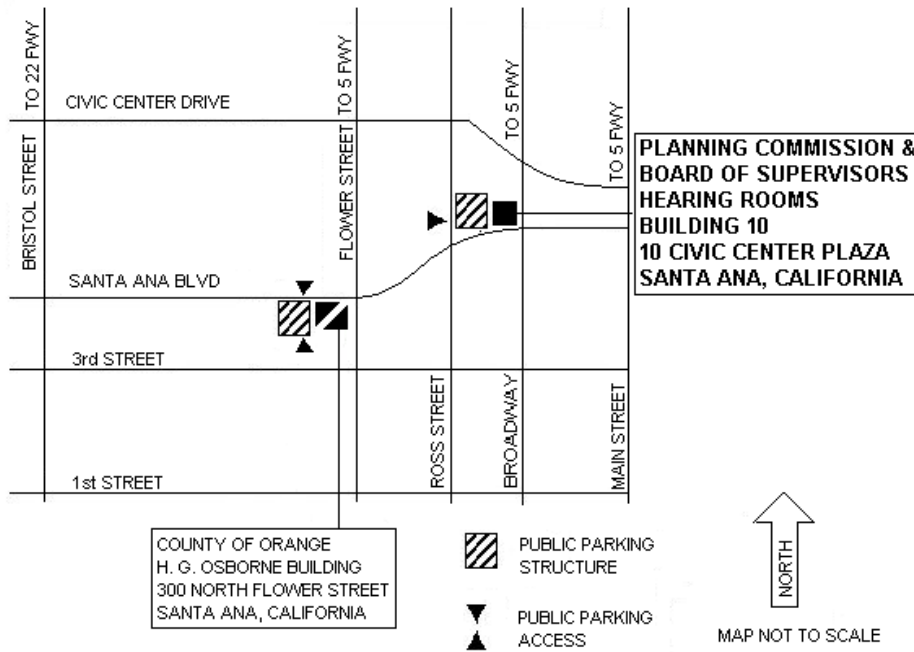 TO 22 FWY
BRISTOL STREET
CIVIC CENTER DRIVE
TO 5 FWY
FLOWER STREET
TO 5 FWY
TO 5 FWY
PLANNING COMMISSION &
BOARD OF SUPERVISORS
HEARING ROOMS
BUILDING 10
10 CIVIC CENTER PLAZA
SANTA ANA, CALIFORNIA
SANTA ANA BLVD
3rd STREET
ROSS STREET
BROADWAY
MAIN STREET
1st STREET
COUNTY OF ORANGE
H. G. OSBORNE BUILDING
300 NORTH FLOWER STREET
SANTA ANA, CALIFORNIA
PUBLIC PARKING
STRUCTURE
PUBLIC PARKING
ACCESS
NORTH
MAP NOT TO SCALE